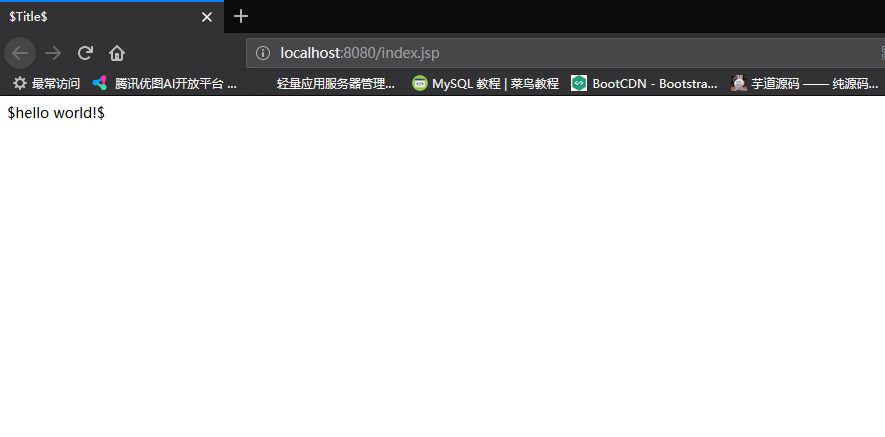 $Title$
localhost:8080/index.jsp
最常访问 腾讯优图AI开放平台 ... 轻量应用服务器管理... MySQL 教程 | 菜鸟教程 BootCDN - Bootstra... 芋道源码 —— 纯源码...
$hello world!$